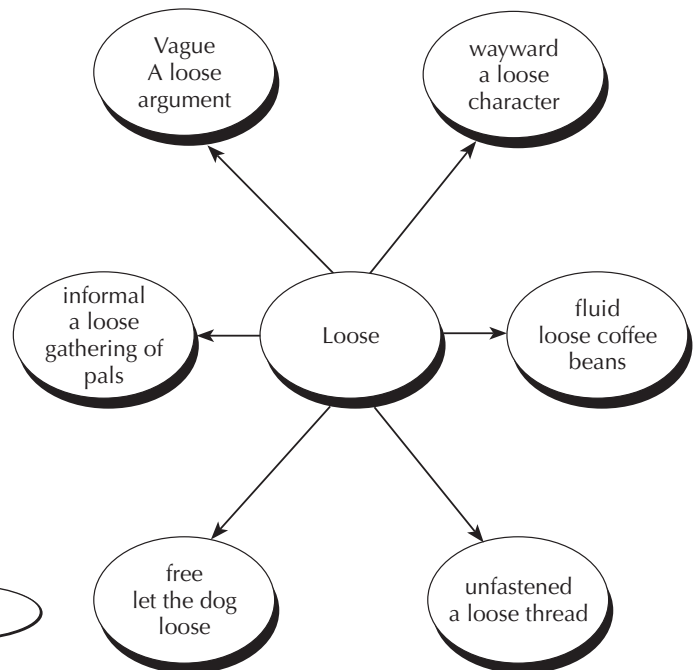 Vague
A loose
argument
wayward
a loose
character
informal
a loose
gathering of
pals
Loose
fluid
loose coffee
beans
free
let the dog
loose
unfastened
a loose thread